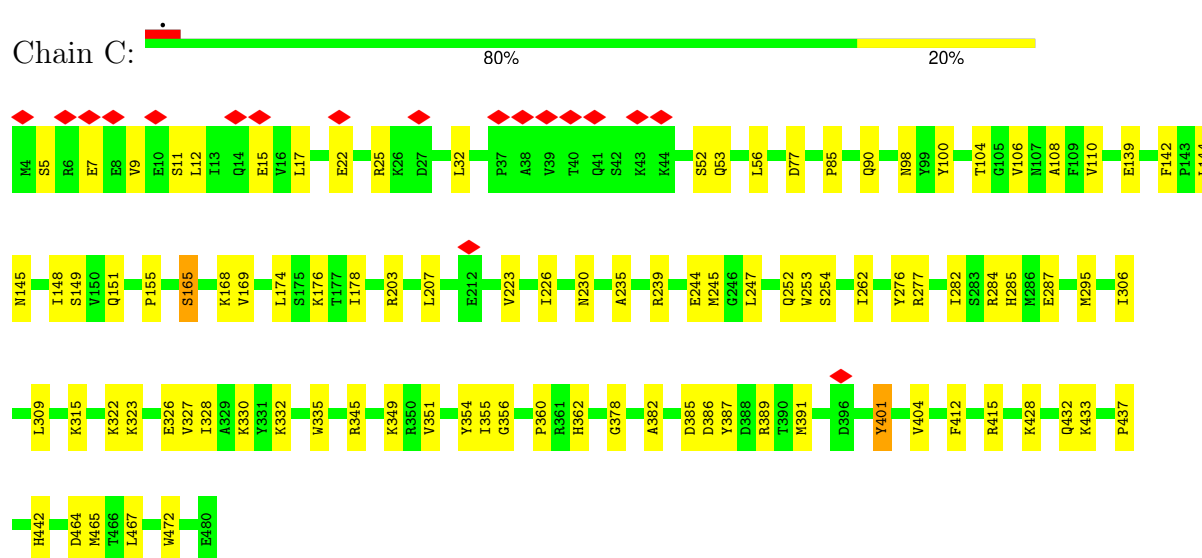 Chain C:
80% 20%
M4 S5 R6 E7 E8 V9 E10 S11 L12 I13 Q14 E15 V16 L17 E22 R25 K26 D27 L32 P37 A38 V39 T40 Q41 S42 K43 K44 S52 Q53 L56 D77 P85 Q90 N98 Y99 Y100 T104 G105 V106 N107 A108 F109 V110 E139 F142 P143
N145 I148 S149 V150 Q151 P155 S165 K168 V169 L174 S175 K176 T177 I178 R203 L207 E212 V223 I226 N230 A235 R239 E244 M245 G246 L247 Q252 W253 S254 I262 Y276 R277 I282 S283 R284 H285 M286 E287 M295 I306
L309 K315 K322 K323 E326 V327 I328 A329 K330 Y331 K332 W335 R345 K349 R350 V351 Y354 I355 G356 P360 R361 H362 G378 A382 D385 D386 Y387 D388 R389 T390 M391 D396 Y401 V404 F412 R415 K428 Q432 K433 P437
H442 D464 M465 T466 L467 W472 E480